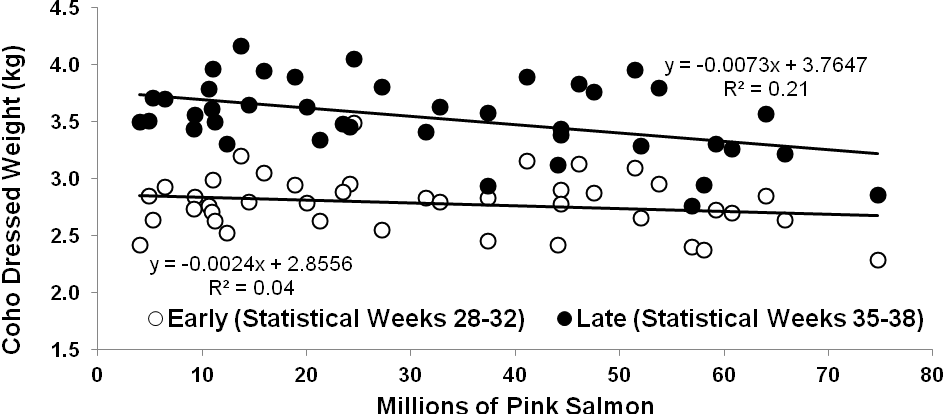 4.5
4.0
3.5
3.0
2.5
2.0
1.5
Coho Dressed Weight (kg)
y = -0.0073x + 3.7647
R² = 0.21
y = -0.0024x + 2.8556
R² = 0.04
Early (Statistical Weeks 28-32)
Late (Statistical Weeks 35-38)
0 10 20 30 40 50 60 70 80
Millions of Pink Salmon